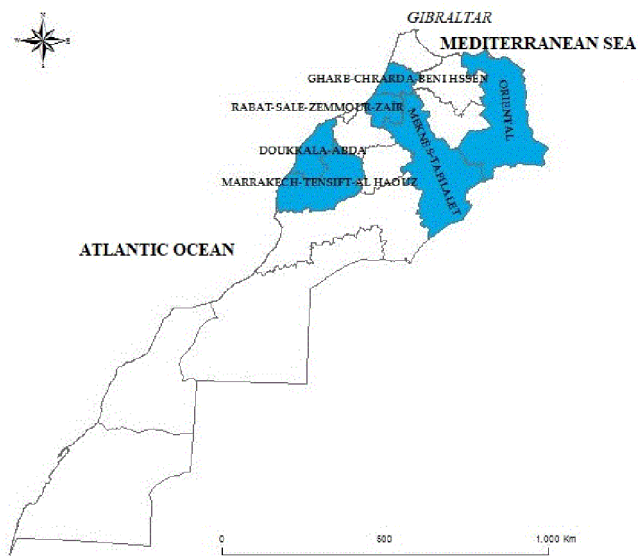 N
W
E
S
GIBRALTAR
MEDITERRANEAN SEA
GHARB-CHRARDA BENI HSSEN
RABAT-SALE-ZEMMOUR-ZAIR
ORIENTAL
MEKNES-TAFILALET
DOUKKALA-ABDA
MARRAKECH-TENSIFT-AL HAOUZ
ATLANTIC OCEAN
0 500 1,000 Km